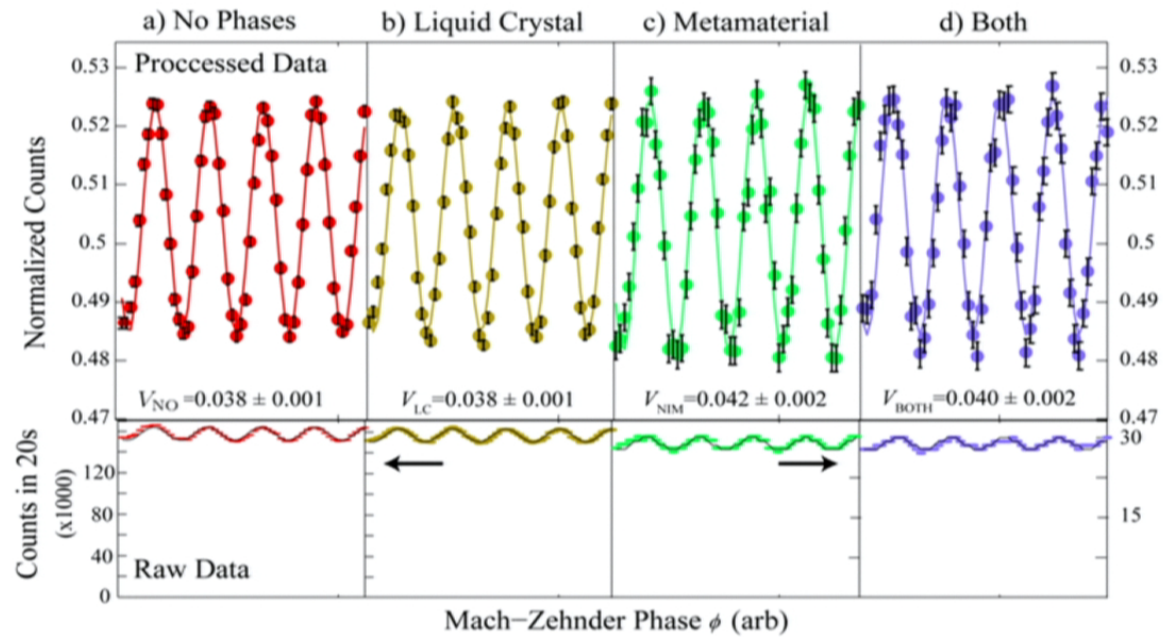 a) No Phases
b) Liquid Crystal
c) Metamaterial
d) Both
Proccessed Data
Normalized Counts
0.53
0.52
0.51
0.5
0.49
0.48
0.47
0.53
0.52
0.51
0.5
0.49
0.48
0.47
V_NO =0.038 ± 0.001
V_LC =0.038 ± 0.001
V_NIM =0.042 ± 0.002
V_BOTH =0.040 ± 0.002
Counts in 20s
(x1000)
120
80
40
0
30
15
Raw Data
Mach−Zehnder Phase ϕ (arb)